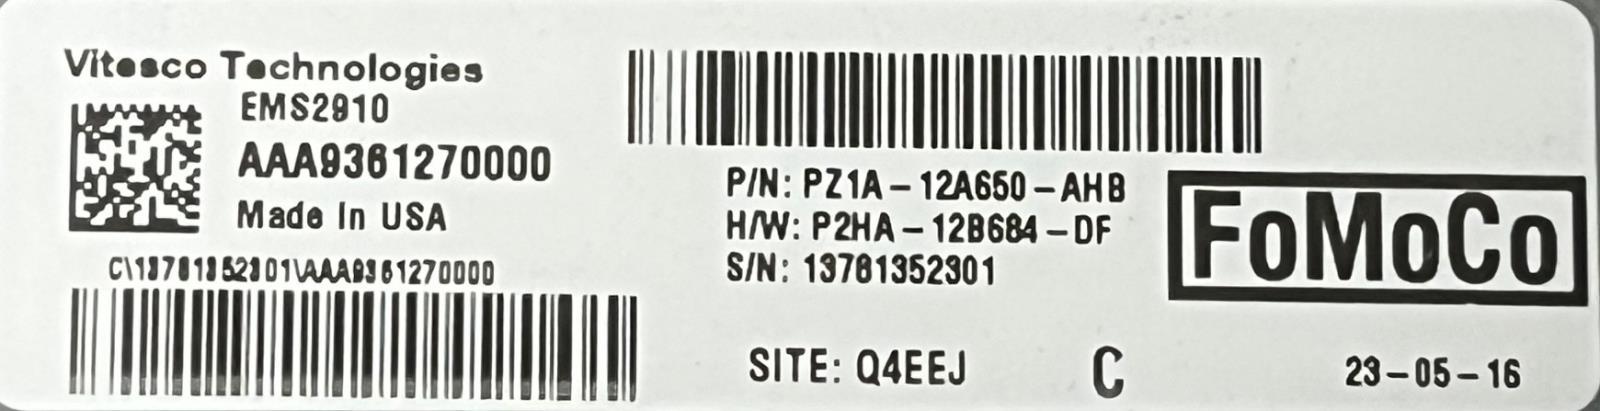 Vitesco Technologies
EMS2910
AAA9361270000
Made In USA
C\13781352301\AAA9361270000
P/N: PZ1A-12A650-AHB
H/W: P2HA-12B684-DF
S/N: 13781352301
FoMoCo
SITE: Q4EEJ C 23-05-16